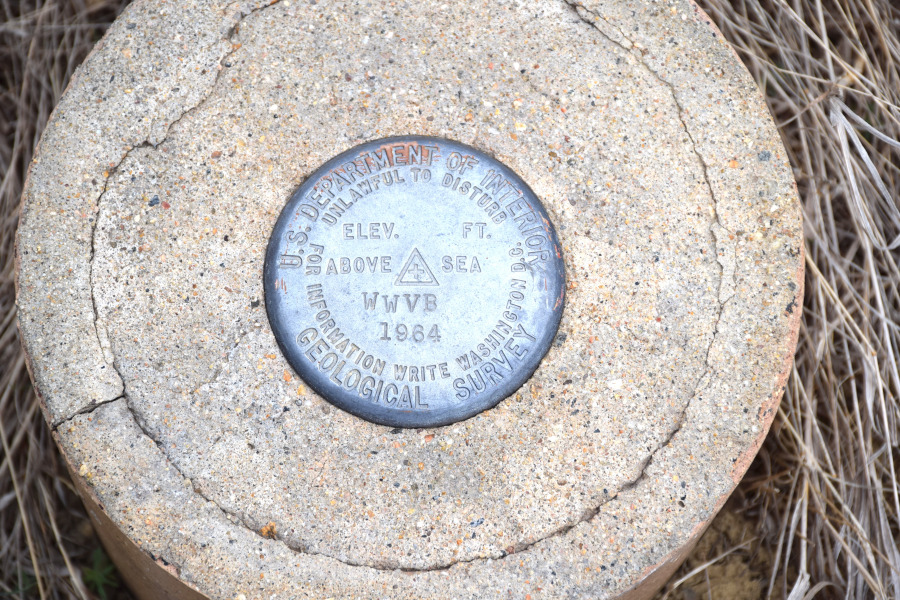 U.S. DEPARTMENT OF INTERIOR
UNLAWFUL TO DISTURB
ELEV. FT.
ABOVE SEA
WWVB
1964
FOR INFORMATION WRITE WASHINGTON D.C.
GEOLOGICAL SURVEY